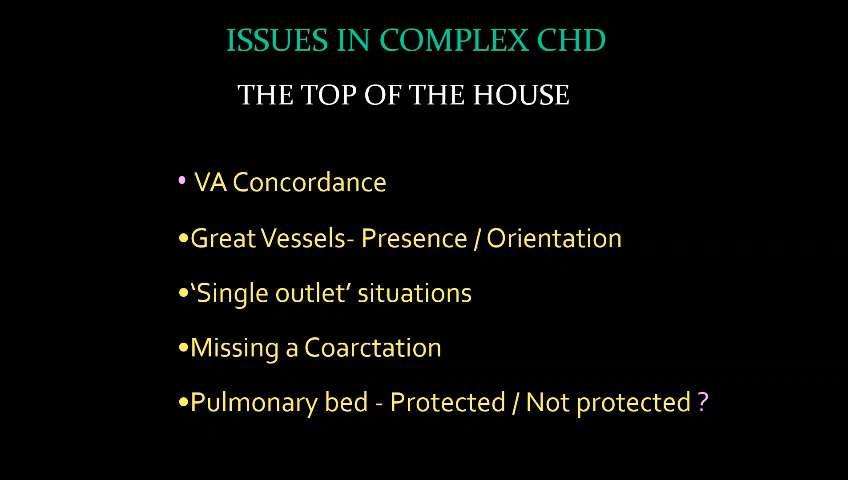 ISSUES IN COMPLEX CHD
THE TOP OF THE HOUSE
• VA Concordance
•Great Vessels- Presence / Orientation
•‘Single outlet’ situations
•Missing a Coarctation
•Pulmonary bed - Protected / Not protected ?